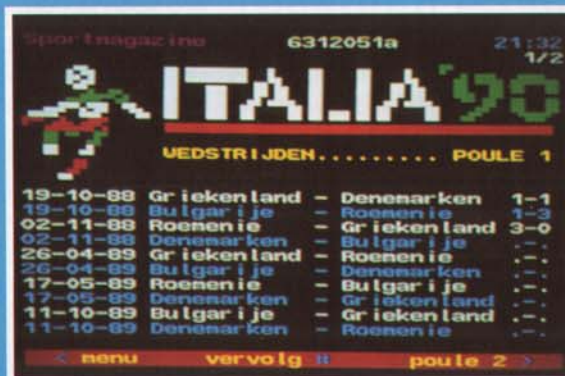 Sportmagazine 6312051a 21:32
1/2
ITALIA '90
WEDSTRIJDEN......... POULE 1
19-10-88 Griekenland - Denemarken 1-1
19-10-88 Bulgarije - Roemenie 1-3
02-11-88 Roemenie - Griekenland 3-0
02-11-88 Denemarken - Bulgarije .-.
26-04-89 Griekenland - Roemenie .-.
26-04-89 Bulgarije - Denemarken .-.
17-05-89 Roemenie - Bulgarije .-.
17-05-89 Denemarken - Griekenland .-.
11-10-89 Bulgarije - Griekenland .-.
11-10-89 Denemarken - Roemenie .-.
< menu vervolg # poule 2 >